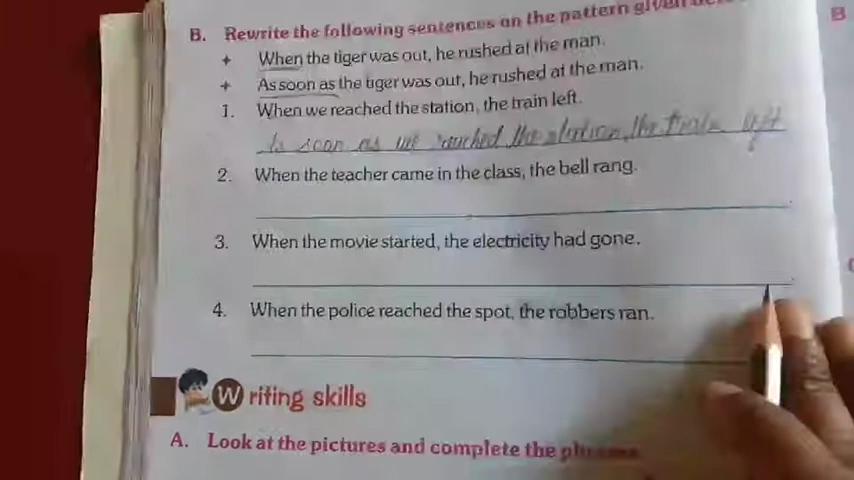 B. Rewrite the following sentences on the pattern given
+ When the tiger was out, he rushed at the man.
+ As soon as the tiger was out, he rushed at the man.
1. When we reached the station, the train left.
As soon as we reached the station, the train left
2. When the teacher came in the class, the bell rang.
3. When the movie started, the electricity had gone.
4. When the police reached the spot, the robbers ran.
Writing skills
A. Look at the pictures and complete the phrases
B